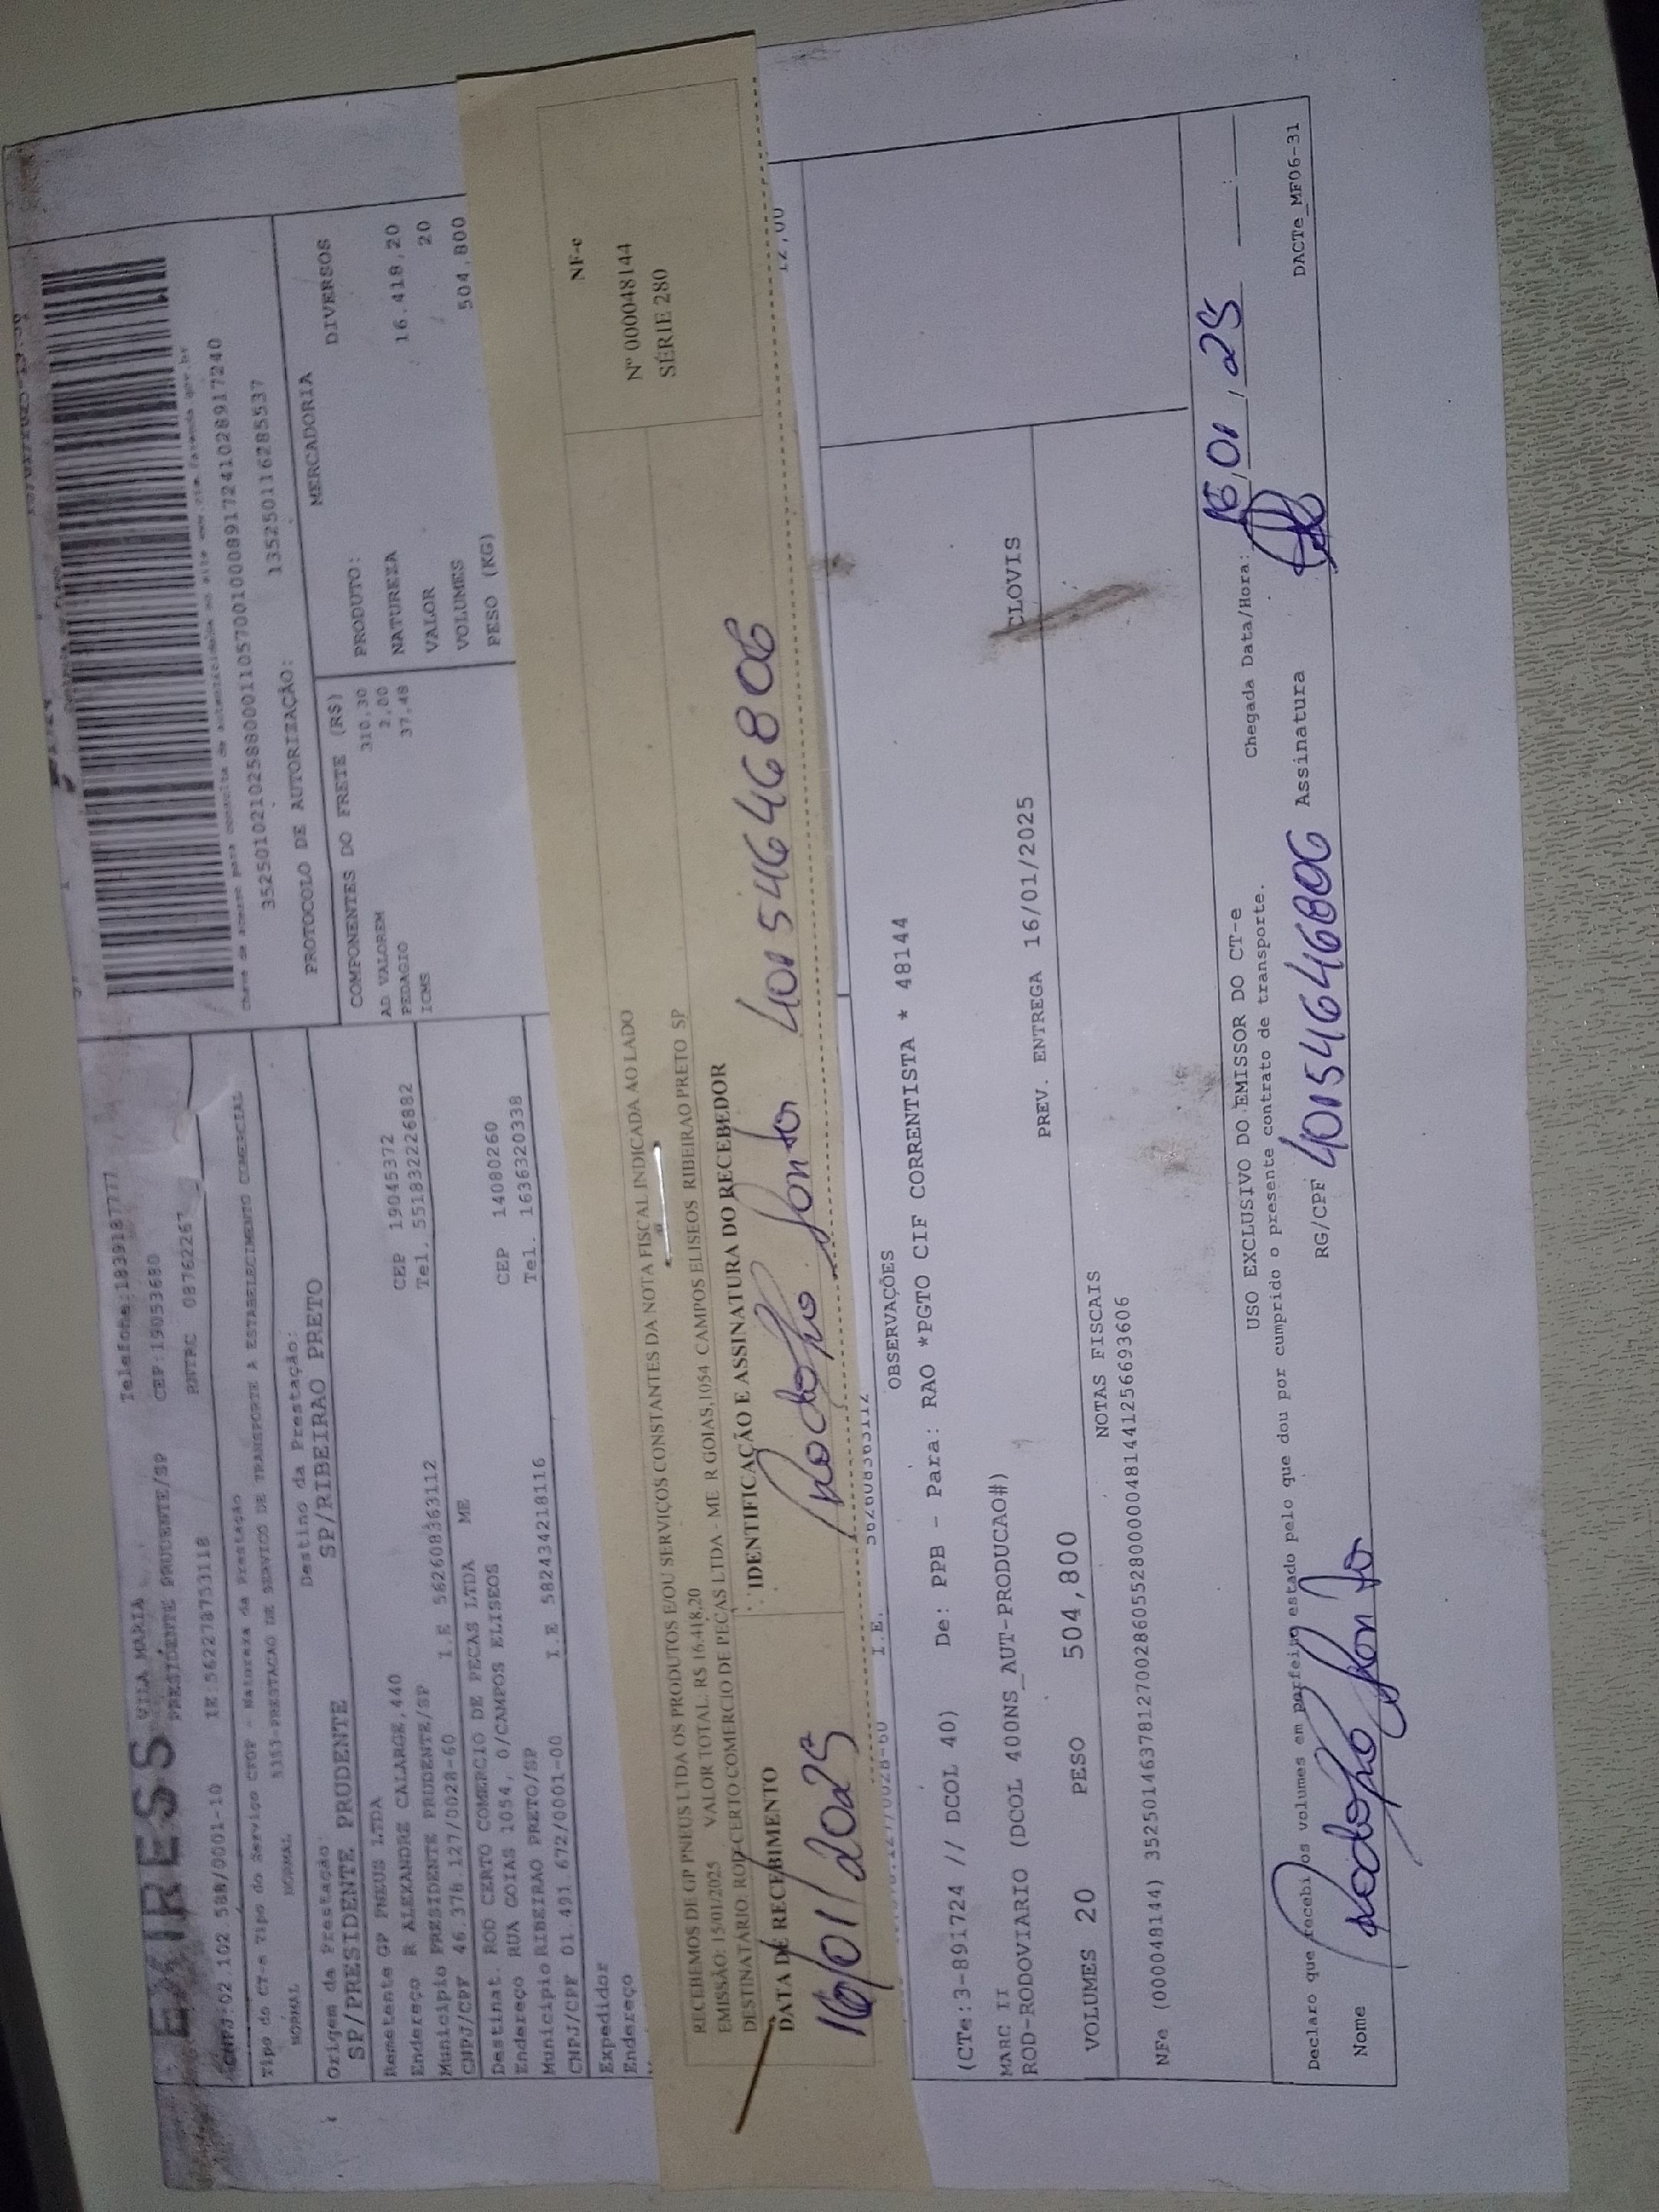 Telefone:1839187777
EXPRESS VILA MARIA CEP:19053680
PRESIDENTE PRUDENTE/SP RNTRC 08762267
CNPJ:02.102.588/0001-10 IE:562278753118
Tipo do CT-e Tipo do Serviço CFOP - Natureza da Prestação
NORMAL NORMAL 5353-PRESTACAO DE SERVICO DE TRANSPORTE A ESTABELECIMENTO COMERCIAL
35250102102588000110570010008917241028917240
PROTOCOLO DE AUTORIZAÇÃO: 135250116285537
Origem da Prestação: Destino da Prestação:
SP/PRESIDENTE PRUDENTE SP/RIBEIRAO PRETO
Remetente GP PNEUS LTDA
Endereço R ALEXANDRE CALARGE,440 CEP 19045372
Município PRESIDENTE PRUDENTE/SP Tel. 5518322226882
CNPJ/CPF 46.378.127/0028-60 I.E 562608363112
Destinat. ROD CERTO COMERCIO DE PECAS LTDA ME
Endereço RUA GOIAS 1054, 0/CAMPOS ELISEOS CEP 14080260
Município RIBEIRAO PRETO/SP Tel. 1636320338
CNPJ/CPF 01.491.672/0001-00 I.E 582434218116
Expedidor
Endereço
COMPONENTES DO FRETE (R$)
AD VALOREM 310,30
PEDAGIO 2,00
ICMS 37,48
MERCADORIA
PRODUTO: DIVERSOS
NATUREZA
VALOR 16.418,20
VOLUMES 20
PESO (KG) 504,800
RECEBEMOS DE GP PNEUS LTDA OS PRODUTOS E/OU SERVIÇOS CONSTANTES DA NOTA FISCAL INDICADA AO LADO
EMISSÃO: 15/01/2025 VALOR TOTAL: R$ 16.418,20
DESTINATÁRIO: ROD CERTO COMERCIO DE PECAS LTDA - ME R GOIAS,1054 CAMPOS ELISEOS RIBEIRAO PRETO SP
DATA DE RECEBIMENTO IDENTIFICAÇÃO E ASSINATURA DO RECEBEDOR
16/01/2025 Rodolfo 40154646806
NF-e
Nº 000048144
SÉRIE 280
I.E. 562608363112 12,00
OBSERVAÇÕES
(CTe:3-891724 // DCOL 40) De: PPB - Para: RAO *PGTO CIF CORRENTISTA * 48144
MARC II
ROD-RODOVIARIO (DCOL 400NS_AUT-PRODUCAO#) PREV. ENTREGA 16/01/2025 CLOVIS
VOLUMES 20 PESO 504,800
NOTAS FISCAIS
NFe (000048144) 35250146378127002860552800000481441256693606
USO EXCLUSIVO DO EMISSOR DO CT-e
Declaro que recebi os volumes em perfeito estado pelo que dou por cumprido o presente contrato de transporte. Chegada Data/Hora: 16,01,25
Nome Rodolfo RG/CPF 40154646806 Assinatura
DACTe_MF06-31